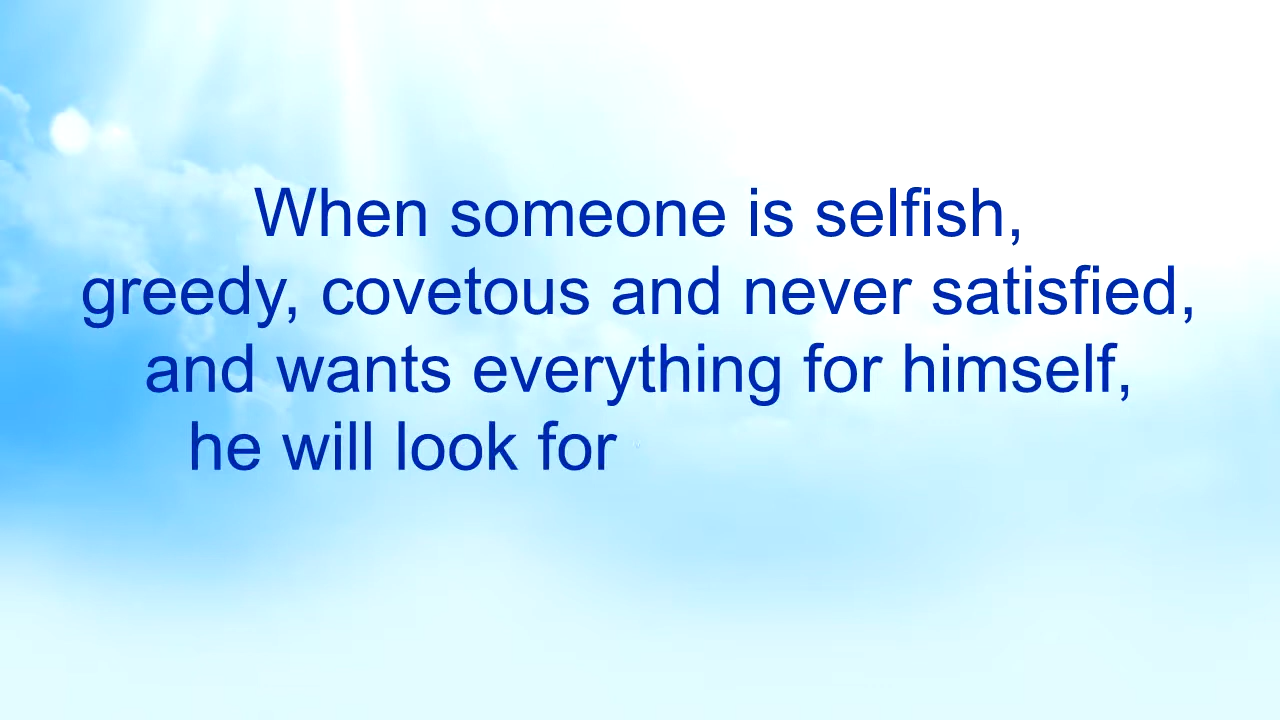 When someone is selfish,
greedy, covetous and never satisfied,
and wants everything for himself,
he will look for